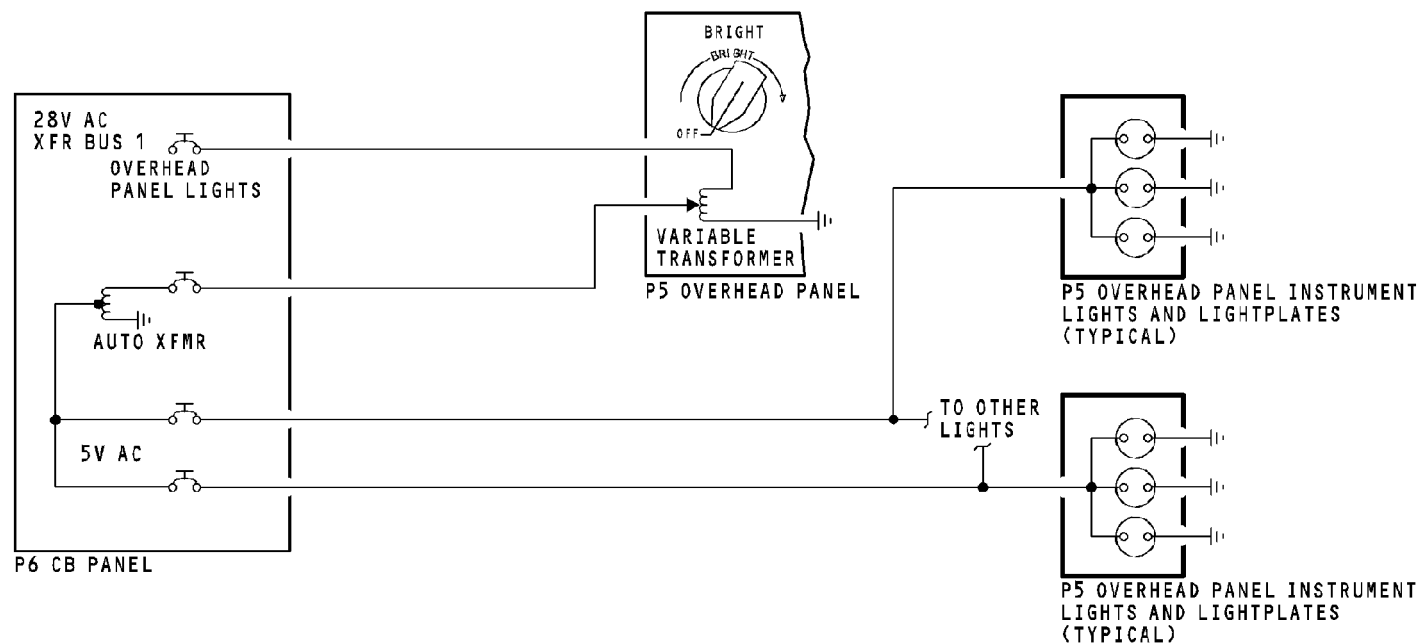 BRIGHT
BRIGHT
OFF
28V AC
XFR BUS 1
OVERHEAD
PANEL LIGHTS
VARIABLE
TRANSFORMER
P5 OVERHEAD PANEL
AUTO XFMR
5V AC
P6 CB PANEL
P5 OVERHEAD PANEL INSTRUMENT
LIGHTS AND LIGHTPLATES
(TYPICAL)
TO OTHER
LIGHTS
P5 OVERHEAD PANEL INSTRUMENT
LIGHTS AND LIGHTPLATES
(TYPICAL)